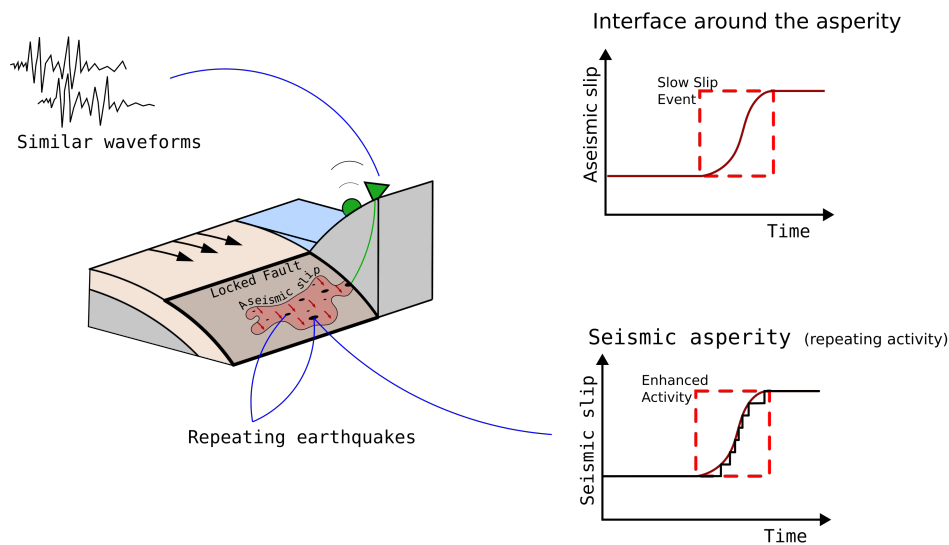 Interface around the asperity
Similar waveforms
Aseismic slip
Slow Slip
Event
Time
Locked Fault
Aseismic slip
Repeating earthquakes
Seismic asperity (repeating activity)
Seismic slip
Enhanced
Activity
Time